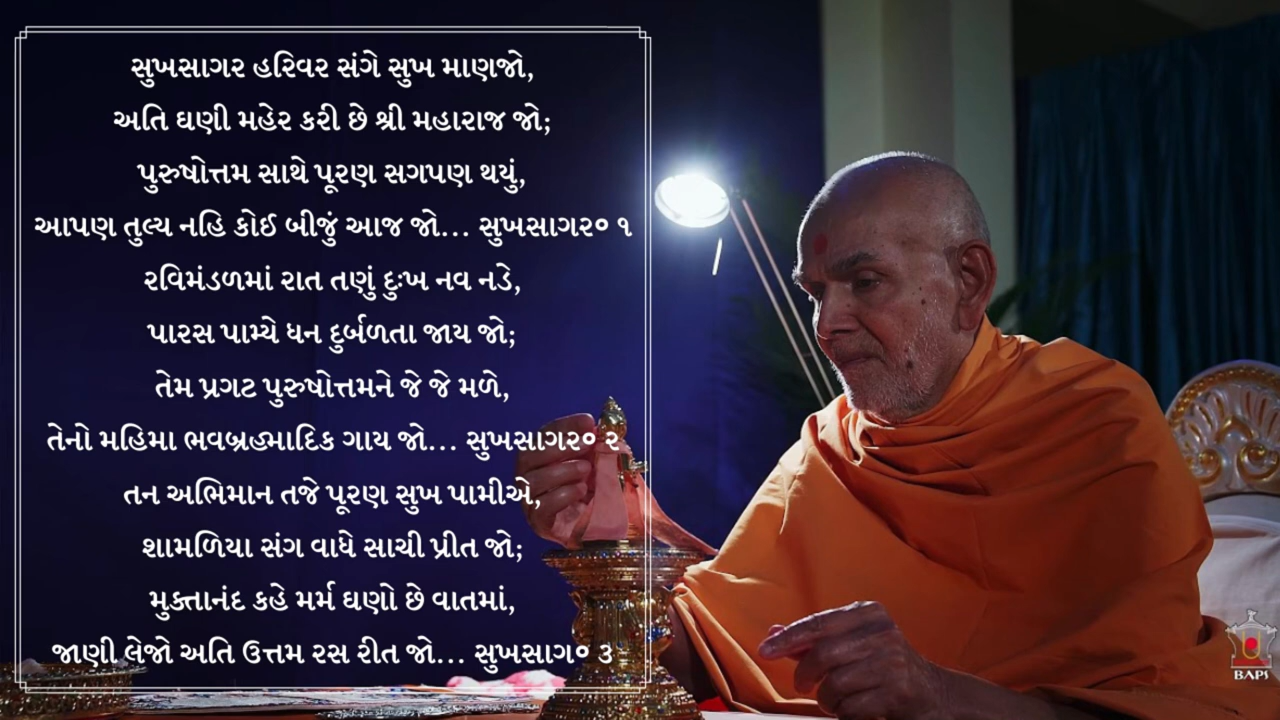 સુખસાગર હરિવર સંગે સુખ માણજો,
અતિ ઘણી મહેર કરી છે શ્રી મહારાજ જો;
પુરુષોત્તમ સાથે પૂરણ સગપણ થયું,
આપણ તુલ્ય નહિ કોઈ બીજું આજ જો... સુખસાગર૦ ૧
રવિમંડળમાં રાત તણું દુઃખ નવ નડે,
પારસ પામ્યે ધન દુર્બળતા જાય જો;
તેમ પ્રગટ પુરુષોત્તમને જે જે મળે,
તેનો મહિમા ભવબ્રહ્માદિક ગાય જો... સુખસાગર૦ ૨
તન અભિમાન તજે પૂરણ સુખ પામીએ,
શામળિયા સંગ વાધે સાચી પ્રીત જો;
મુક્તાનંદ કહે મર્મ ઘણો છે વાતમાં,
જાણી લેજો અતિ ઉત્તમ રસ રીત જો... સુખસાગ૦ ૩
BAPS